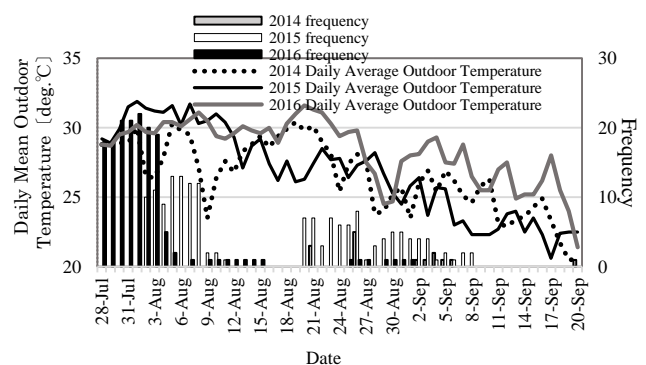 2014 frequency
2015 frequency
2016 frequency
2014 Daily Average Outdoor Temperature
2015 Daily Average Outdoor Temperature
2016 Daily Average Outdoor Temperature
Daily Mean Outdoor
Temperature [deg.℃]
35
30
25
20
30
20
10
0
Frequency
28-Jul
31-Jul
3-Aug
6-Aug
9-Aug
12-Aug
15-Aug
18-Aug
21-Aug
24-Aug
27-Aug
30-Aug
2-Sep
5-Sep
8-Sep
11-Sep
14-Sep
17-Sep
20-Sep
Date